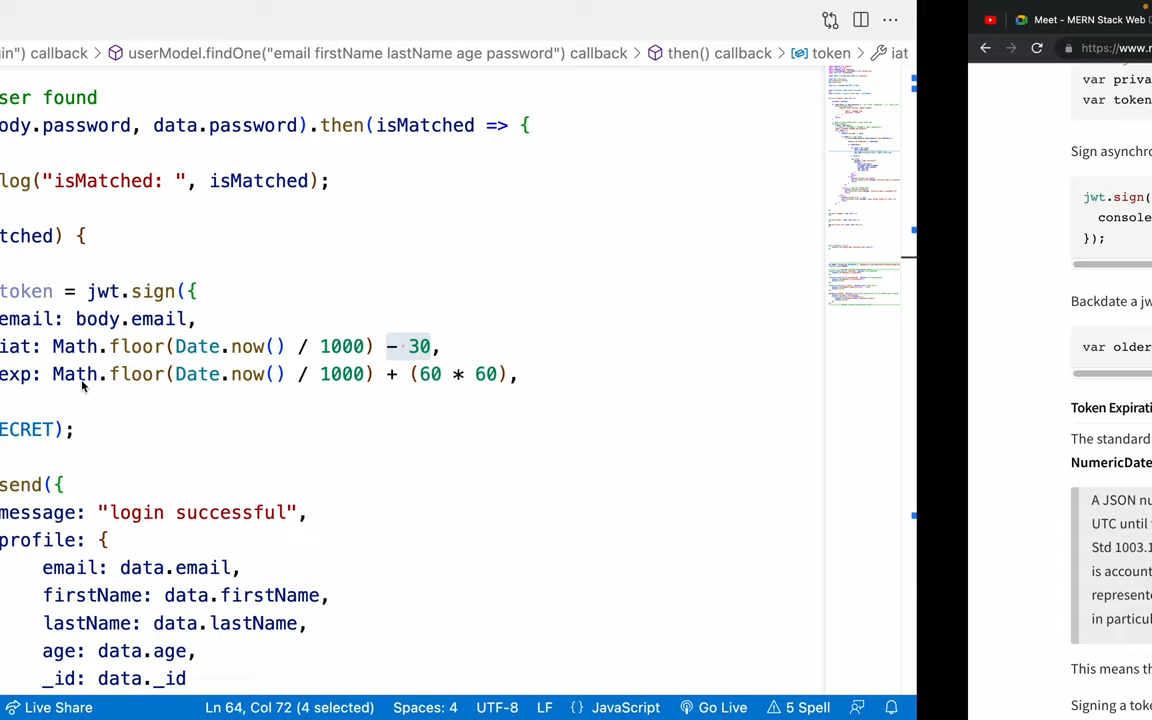 in") callback > userModel.findOne("email firstName lastName age password") callback > then() callback > token > iat
ser found
ody.password, data.password).then(isMatched => {
log("isMatched: ", isMatched);
tched) {
token = jwt.sign({
email: body.email,
iat: Math.floor(Date.now() / 1000) - 30,
exp: Math.floor(Date.now() / 1000) + (60 * 60),
ECRET);
send({
message: "login successful",
profile: {
email: data.email,
firstName: data.firstName,
lastName: data.lastName,
age: data.age,
_id: data._id
Live Share Ln 64, Col 72 (4 selected) Spaces: 4 UTF-8 LF {} JavaScript Go Live 5 Spell
Meet - MERN Stack Web
https://www.
var priva
var token
Sign asynchro
jwt.sign(
console
});
Backdate a jw
var older
Token Expirati
The standard
NumericDate
A JSON nu
UTC until
Std 1003.1
is account
represente
in particul
This means th
Signing a toke